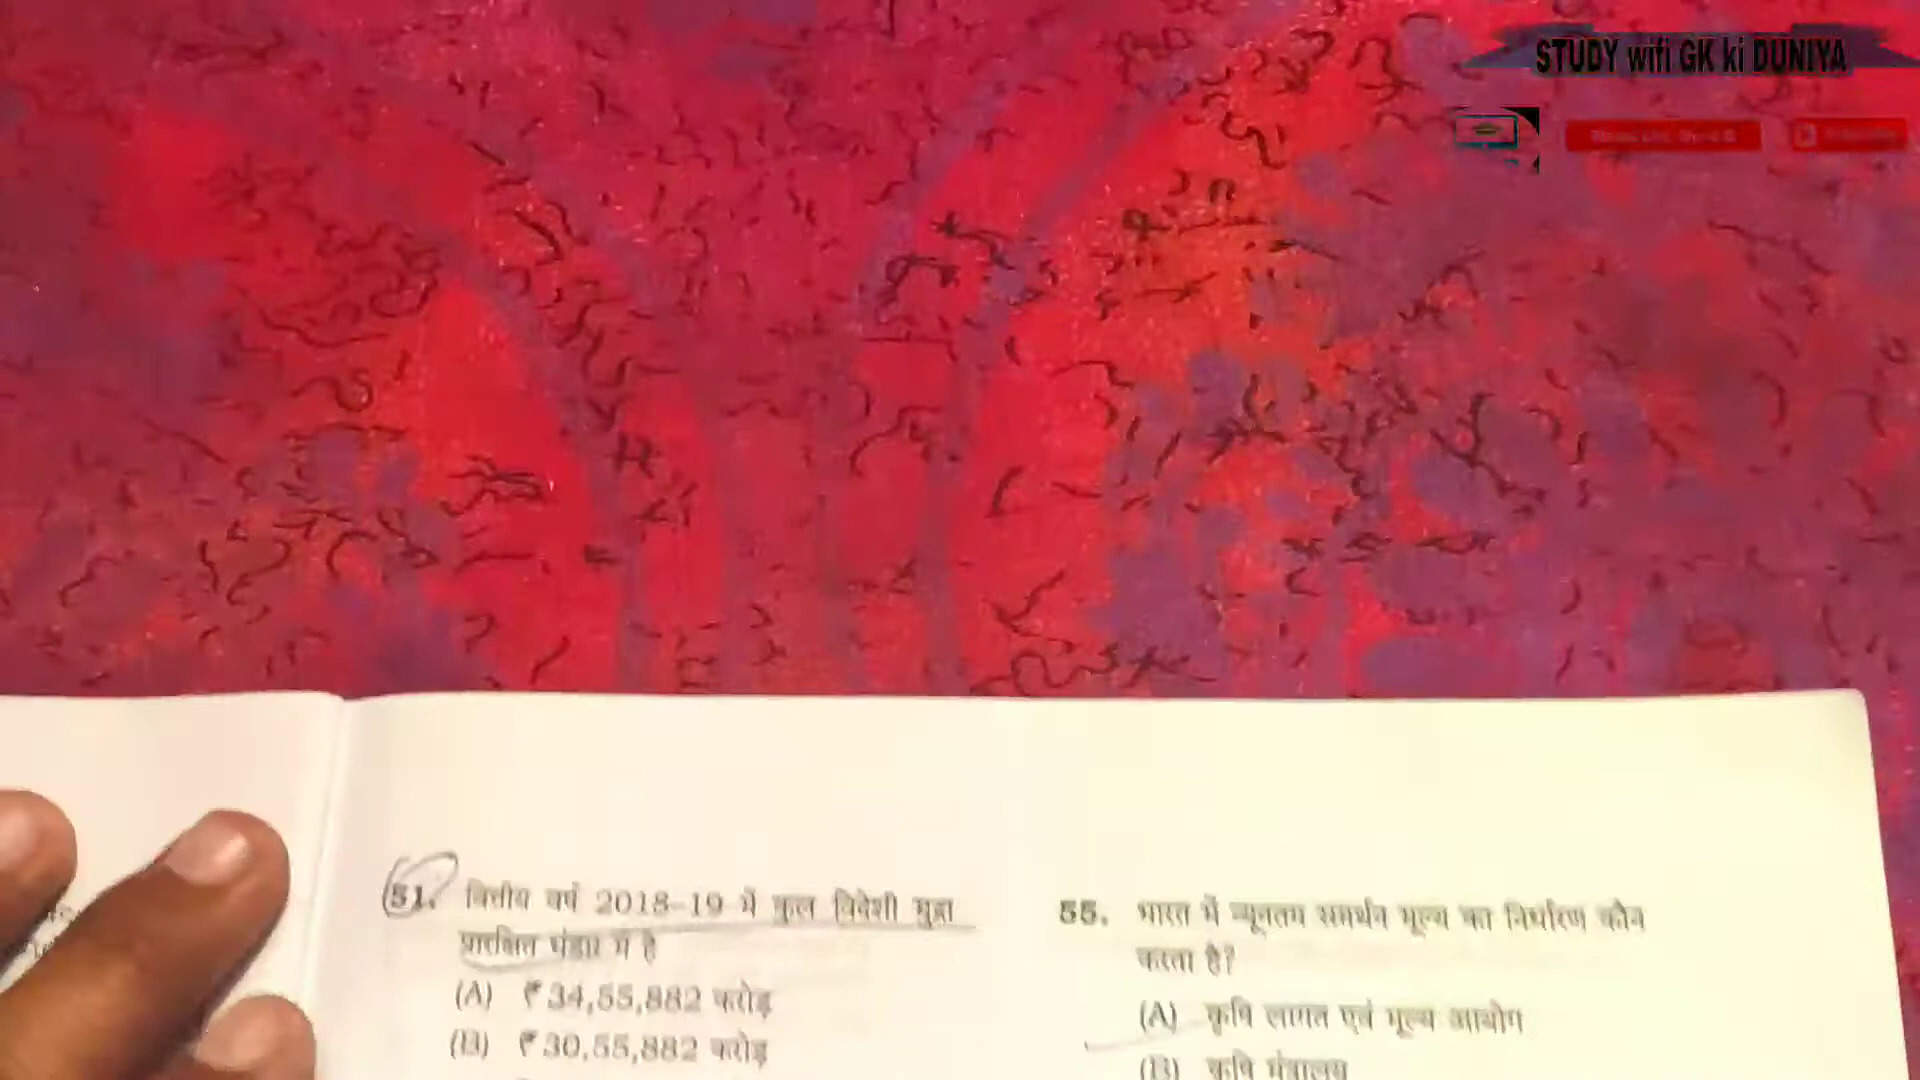 STUDY wifi GK ki DUNIYA
51. वित्तीय वर्ष 2018-19 में कुल विदेशी मुद्रा
प्रारक्षित भंडार में है
(A) ₹ 34,55,882 करोड़
(B) ₹ 30,55,882 करोड़
55. भारत में न्यूनतम समर्थन मूल्य का निर्धारण कौन
करता है?
(A) कृषि लागत एवं मूल्य आयोग
(B) कृषि मंत्रालय